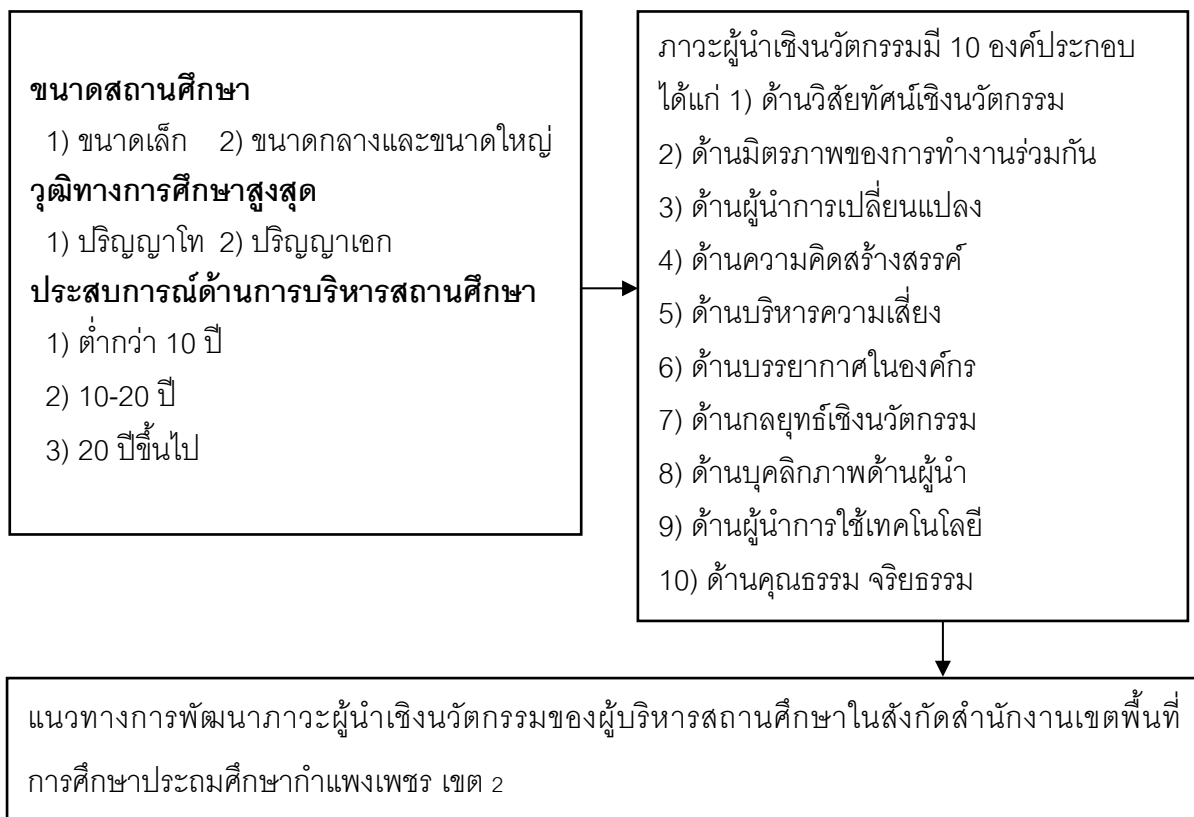 ขนาดสถานศึกษา
1) ขนาดเล็ก 2) ขนาดกลางและขนาดใหญ่
วุฒิทางการศึกษาสูงสุด
1) ปริญญาโท 2) ปริญญาเอก
ประสบการณ์ด้านการบริหารสถานศึกษา
1) ต่ำกว่า 10 ปี
2) 10-20 ปี
3) 20 ปีขึ้นไป
ภาวะผู้นำเชิงนวัตกรรมมี 10 องค์ประกอบ
ได้แก่ 1) ด้านวิสัยทัศน์เชิงนวัตกรรม
2) ด้านมิตรภาพของการทำงานร่วมกัน
3) ด้านผู้นำการเปลี่ยนแปลง
4) ด้านความคิดสร้างสรรค์
5) ด้านบริหารความเสี่ยง
6) ด้านบรรยากาศในองค์กร
7) ด้านกลยุทธ์เชิงนวัตกรรม
8) ด้านบุคลิกภาพด้านผู้นำ
9) ด้านผู้นำการใช้เทคโนโลยี
10) ด้านคุณธรรม จริยธรรม
แนวทางการพัฒนาภาวะผู้นำเชิงนวัตกรรมของผู้บริหารสถานศึกษาในสังกัดสำนักงานเขตพื้นที่
การศึกษาประถมศึกษากำแพงเพชร เขต 2